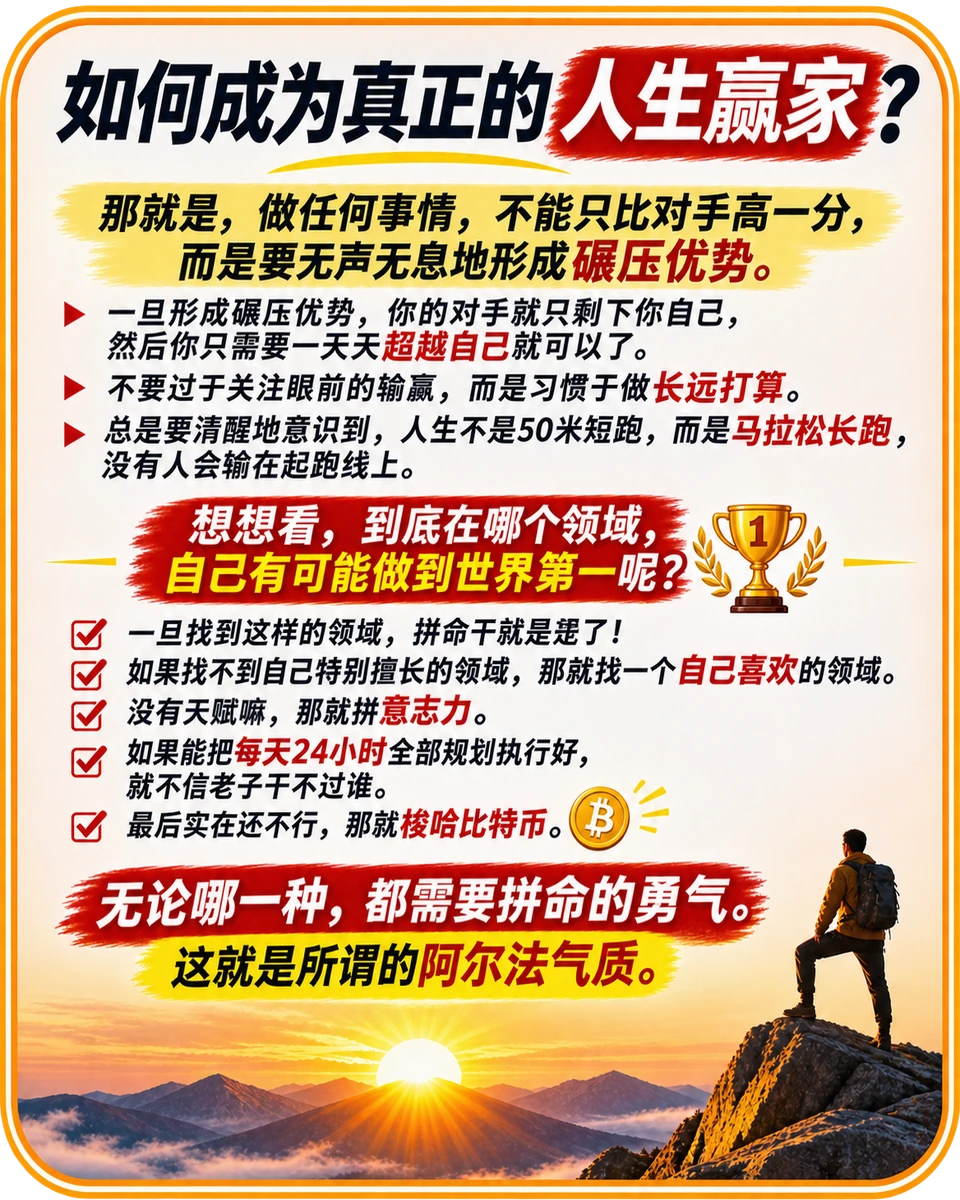 如何成为真正的人生赢家？
那就是，做任何事情，不能只比对手高一分，
而是要无声无息地形成碾压优势。
一旦形成碾压优势，你的对手就只剩下你自己，
然后你只需要一天天超越自己就可以了。
不要过于关注眼前的输赢，而是习惯于做长远打算。
总是要清醒地意识到，人生不是50米短跑，而是马拉松长跑，
没有人会输在起跑线上。
想想看，到底在哪个领域，
自己有可能做到世界第一呢？
1
一旦找到这样的领域，拼命干就是了！
如果找不到自己特别擅长的领域，那就找一个自己喜欢的领域。
没有天赋嘛，那就拼意志力。
如果能把每天24小时全部规划执行好，
就不信老子干不过谁。
最后实在还不行，那就梭哈比特币。
₿
无论哪一种，都需要拼命的勇气。
这就是所谓的阿尔法气质。